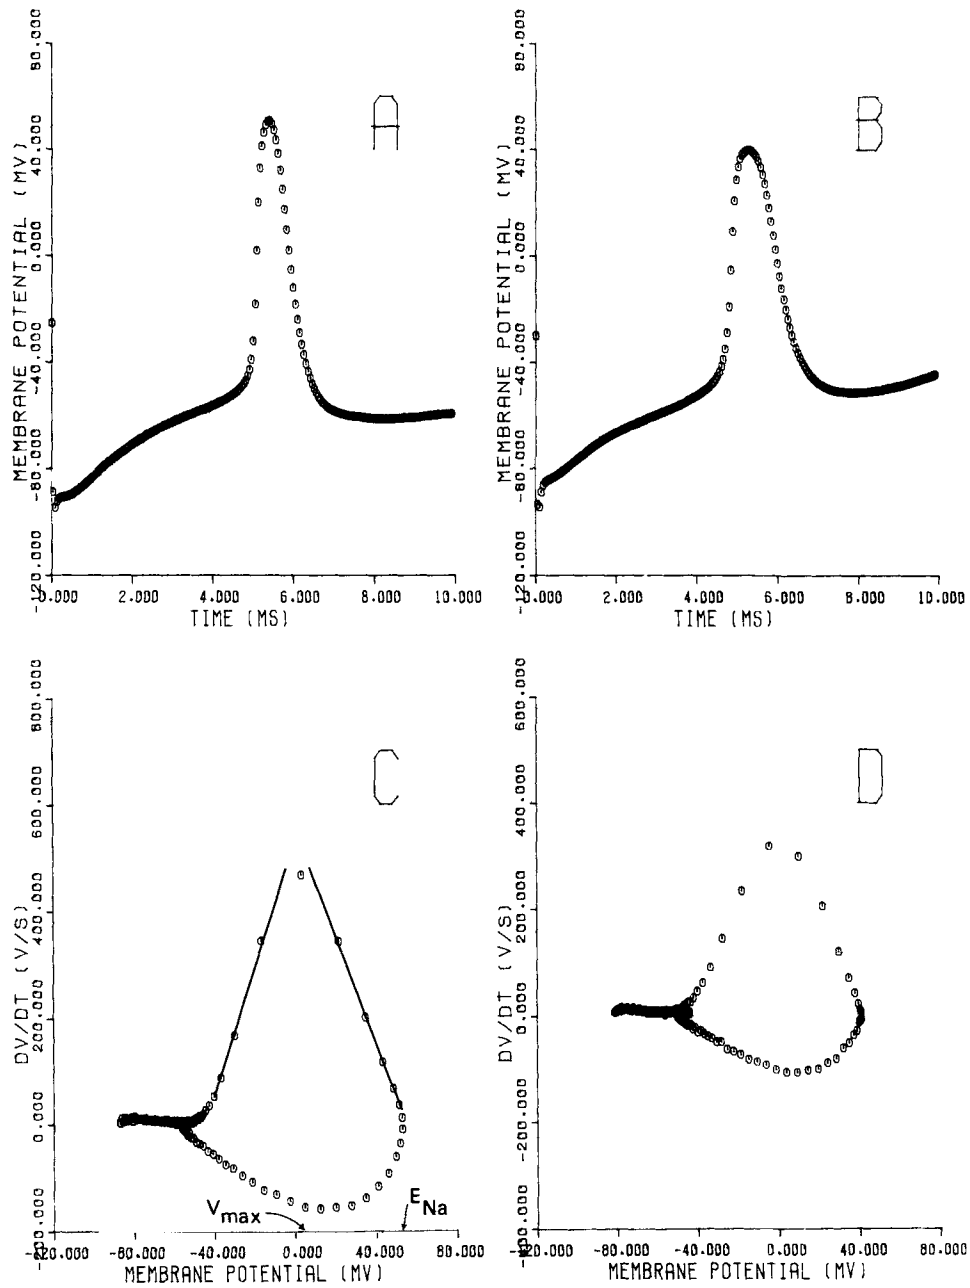 A
MEMBRANE POTENTIAL (MV)
80.000
40.000
0.000
-40.000
-80.000
-120.000
0.000 2.000 4.000 6.000 8.000 10.000
TIME (MS)
B
MEMBRANE POTENTIAL (MV)
80.000
40.000
0.000
-40.000
-80.000
-120.000
0.000 2.000 4.000 6.000 8.000 10.000
TIME (MS)
C
DV/DT (V/S)
800.000
600.000
400.000
200.000
0.000
-200.000
Vmax
ENa
-120.000 -80.000 -40.000 0.000 40.000 80.000
MEMBRANE POTENTIAL (MV)
D
DV/DT (V/S)
600.000
400.000
200.000
0.000
-200.000
-400.000
-120.000 -80.000 -40.000 0.000 40.000 80.000
MEMBRANE POTENTIAL (MV)